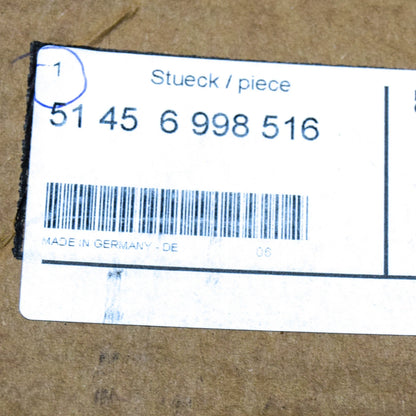 1 Stueck / piece
51 45 6 998 516
MADE IN GERMANY - DE 06